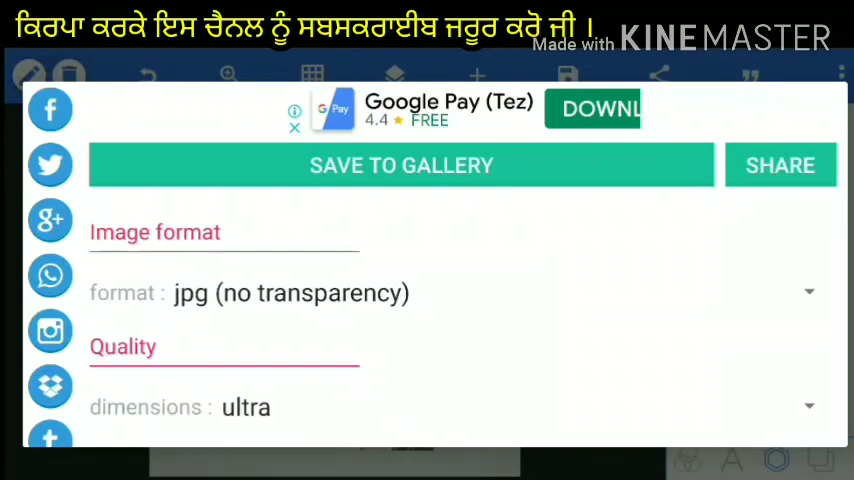 ਕਿਰਪਾ ਕਰਕੇ ਇਸ ਚੈਨਲ ਨੂੰ ਸਬਸਕਰਾਈਬ ਜਰੂਰ ਕਰੋ ਜੀ ।
Made with KINEMASTER
G Pay
Google Pay (Tez)
4.4 ★ FREE
DOWNL
SAVE TO GALLERY
SHARE
Image format
format : jpg (no transparency)
Quality
dimensions : ultra